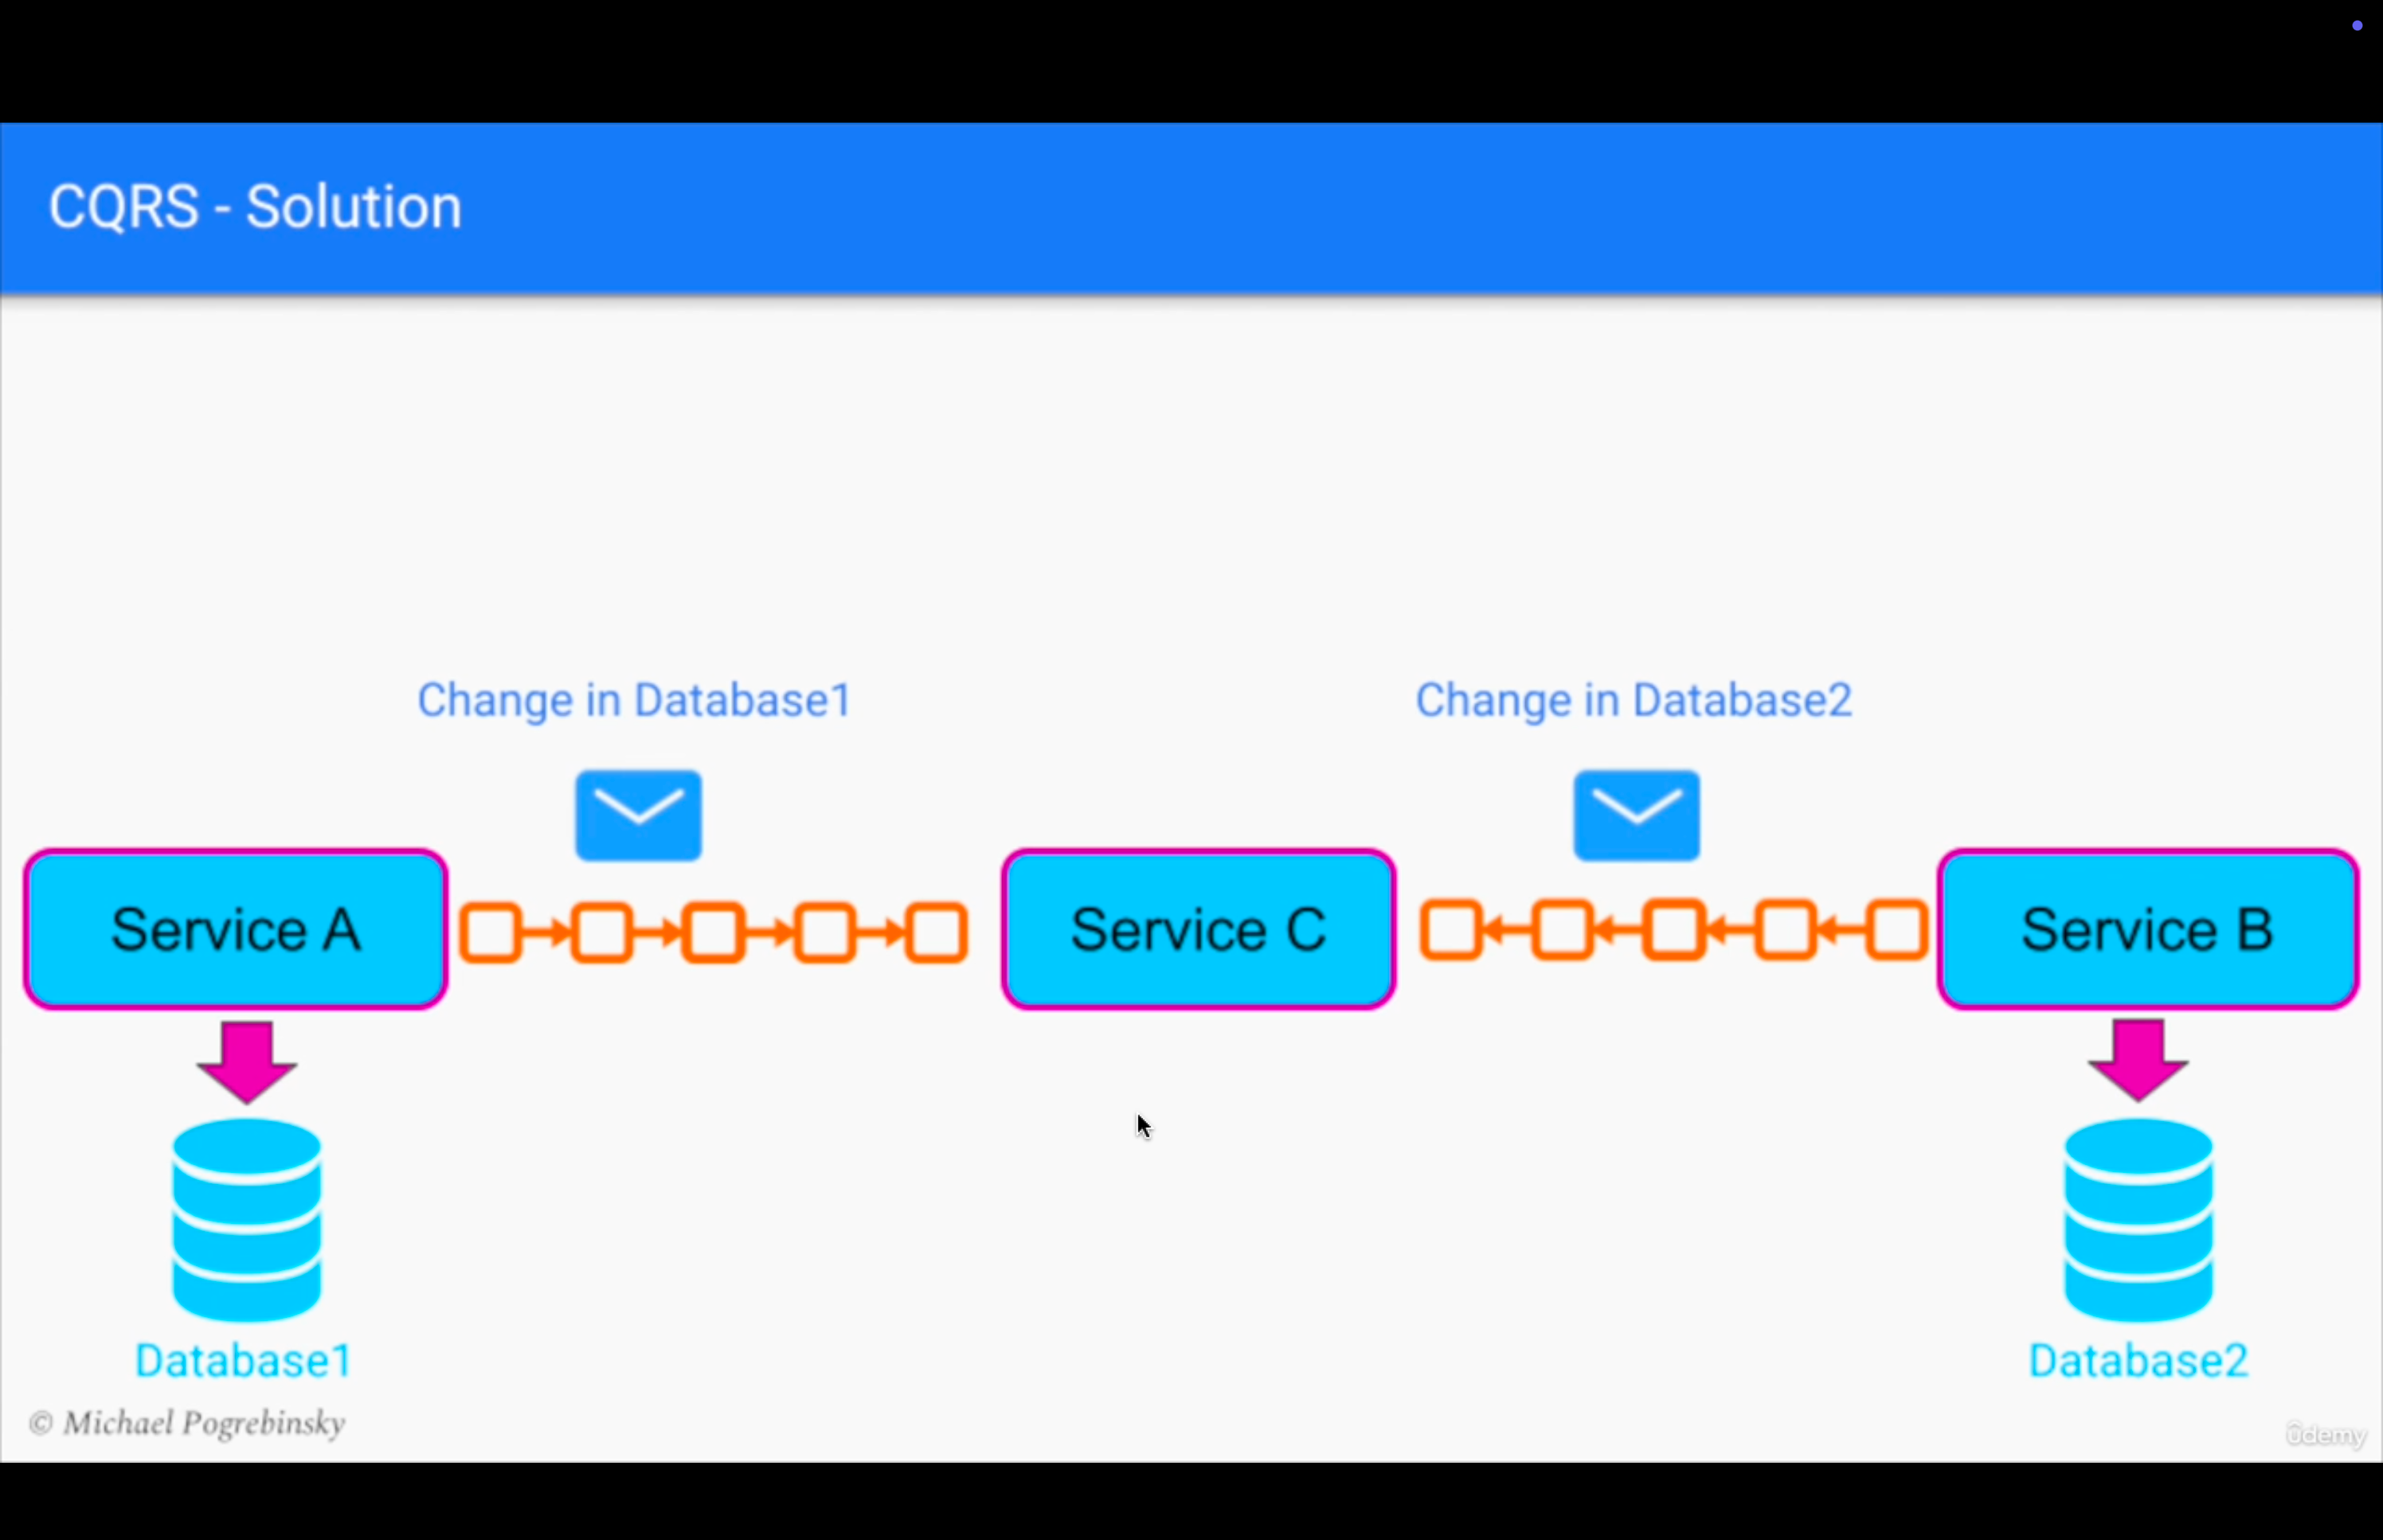 CQRS - Solution
Change in Database1
Change in Database2
Service A
Service C
Service B
Database1
Database2
© Michael Pogrebinsky
ûdemy